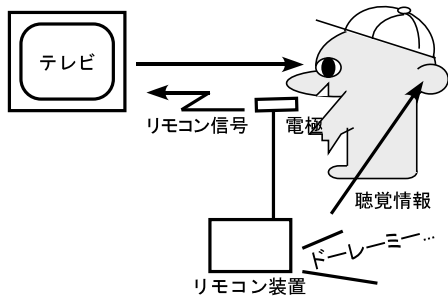 テレビ
リモコン信号
電極
聴覚情報
ドーレーミー…
リモコン装置